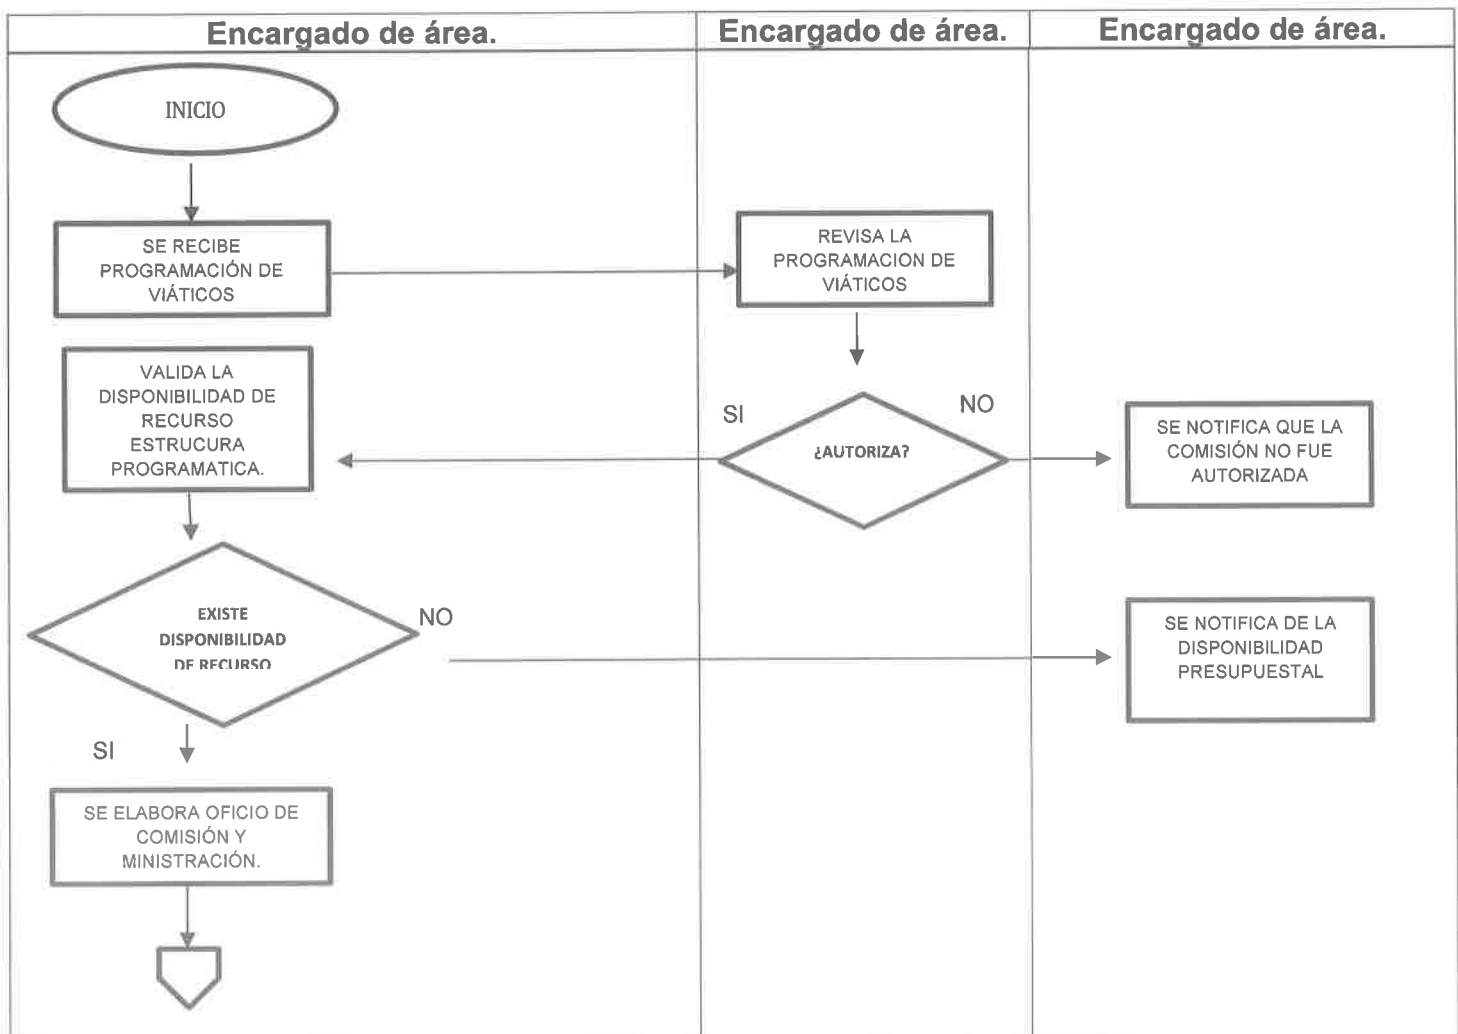 Encargado de área.
Encargado de área.
Encargado de área.
INICIO
SE RECIBE
PROGRAMACIÓN DE
VIÁTICOS
REVISA LA
PROGRAMACION DE
VIÁTICOS
VALIDA LA
DISPONIBILIDAD DE
RECURSO
ESTRUCURA
PROGRAMATICA.
SI
¿AUTORIZA?
NO
SE NOTIFICA QUE LA
COMISIÓN NO FUE
AUTORIZADA
EXISTE
DISPONIBILIDAD
DE RECURSO
NO
SE NOTIFICA DE LA
DISPONIBILIDAD
PRESUPUESTAL
SI
SE ELABORA OFICIO DE
COMISIÓN Y
MINISTRACIÓN.